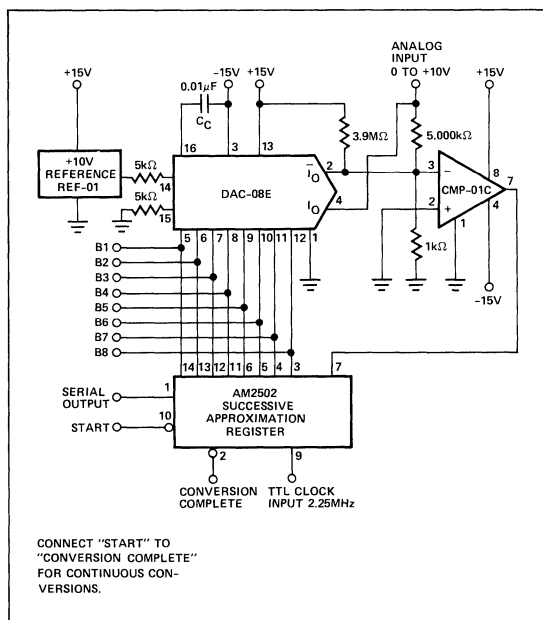 ANALOG
INPUT
0 TO +10V
+15V
-15V
+15V
+15V
0.01μF
CC
16
3
13
3.9MΩ
5.000kΩ
+10V
REFERENCE
REF-01
5kΩ
14
5kΩ
15
DAC-08E
IO
2
IO
4
3
−
2
+
CMP-01C
8
7
4
1
1kΩ
-15V
5 6 7 8 9 10 11 12 1
B1
B2
B3
B4
B5
B6
B7
B8
14 13 12 11 6 5 4 3 7
SERIAL
OUTPUT
1
START
10
AM2502
SUCCESSIVE
APPROXIMATION
REGISTER
2
9
CONVERSION
COMPLETE
TTL CLOCK
INPUT 2.25MHz
CONNECT "START" TO
"CONVERSION COMPLETE"
FOR CONTINUOUS CON-
VERSIONS.